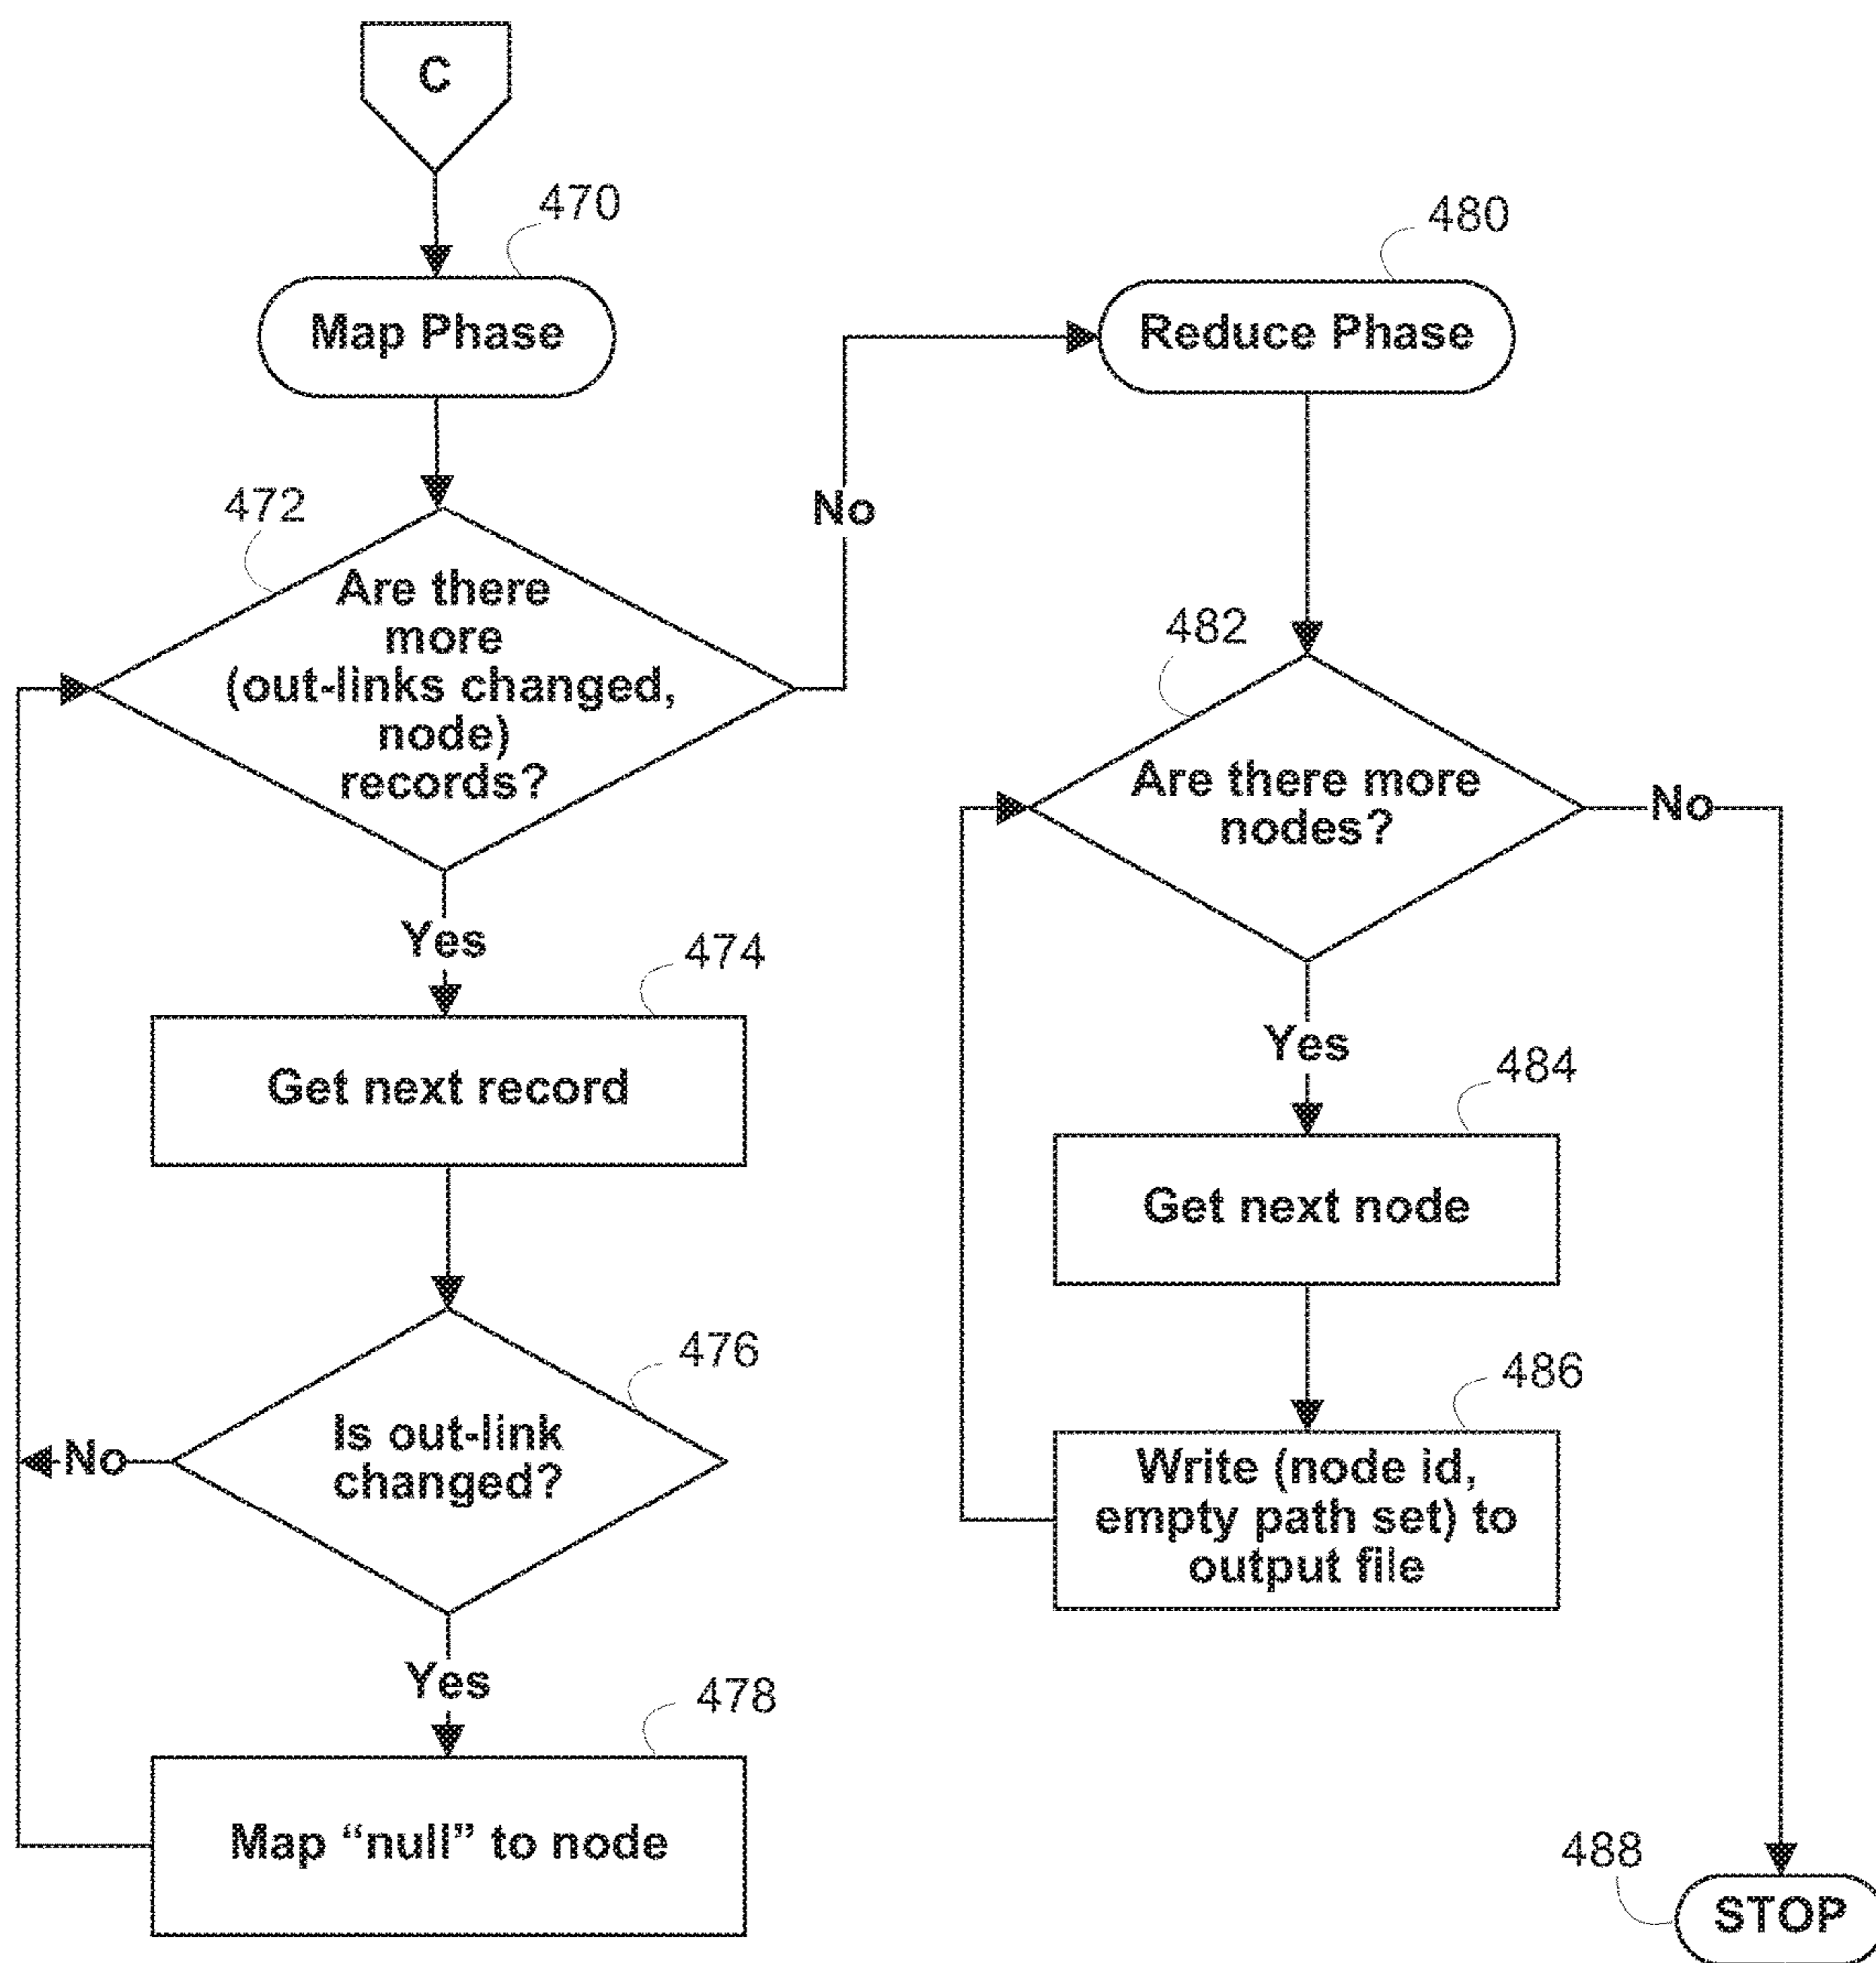 C
470
Map Phase
472
Are there
more
(out-links changed,
node)
records?
No
Yes
474
Get next record
476
Is out-link
changed?
No
Yes
478
Map “null” to node
480
Reduce Phase
482
Are there more
nodes?
No
Yes
484
Get next node
486
Write (node id,
empty path set) to
output file
488
STOP